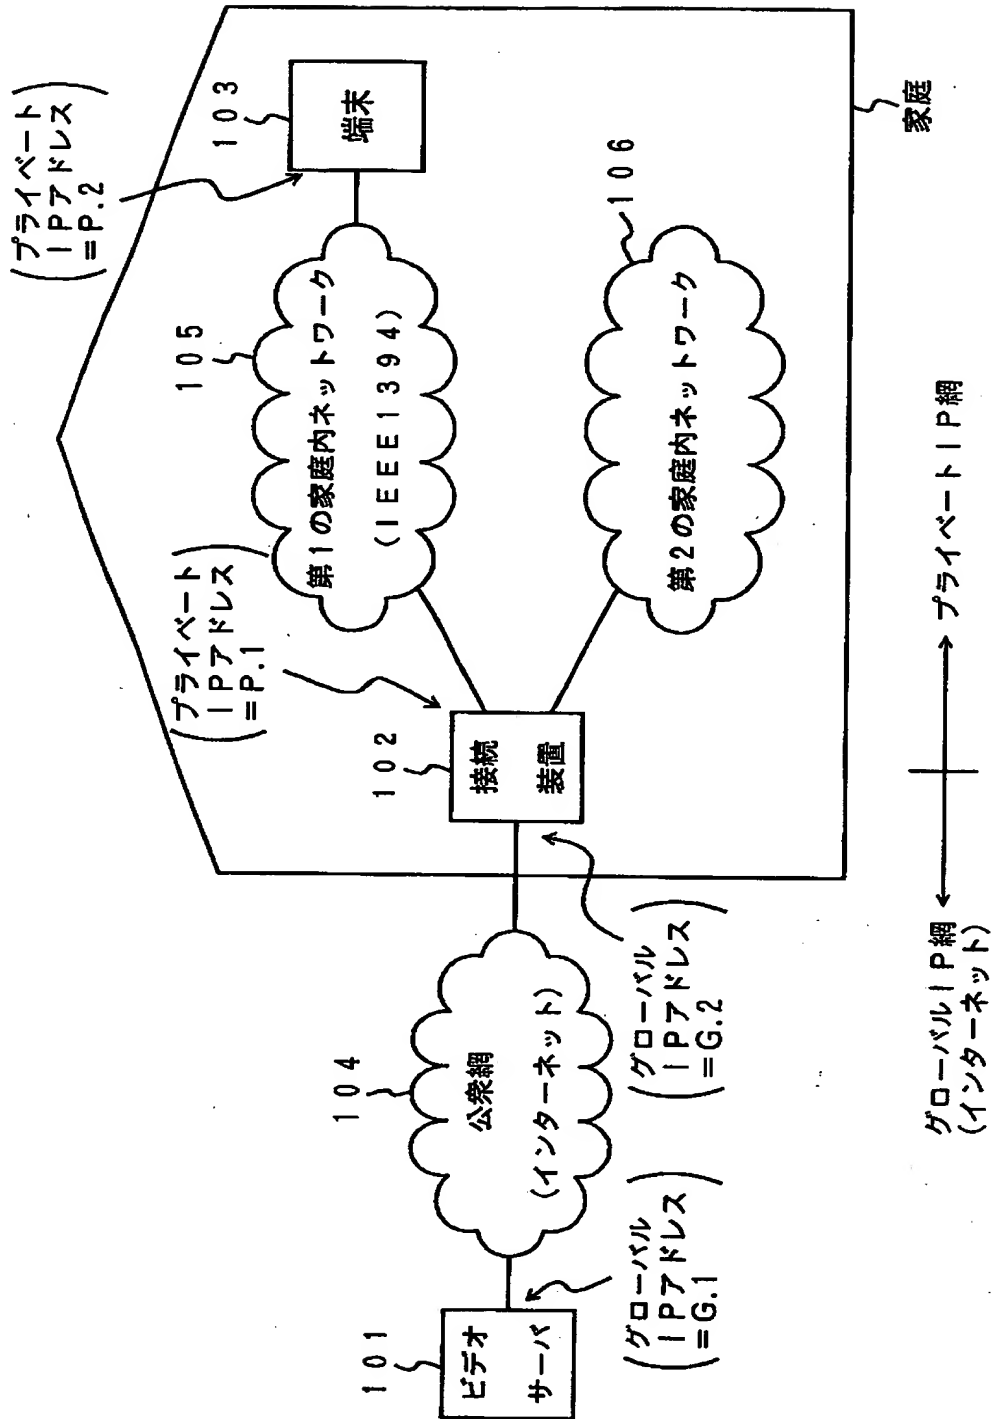 １０１
ビデオ
サーバ
グローバル
ＩＰアドレス
＝G.1
１０４
公衆網
（インターネット）
グローバル
ＩＰアドレス
＝G.2
１０２
接続
装置
プライベート
ＩＰアドレス
＝P.1
１０５
第１の家庭内ネットワーク
（ＩＥＥＥ１３９４）
プライベート
ＩＰアドレス
＝P.2
１０３
端末
第２の家庭内ネットワーク
１０６
家庭
グローバルＩＰ網
（インターネット）
プライベートＩＰ網